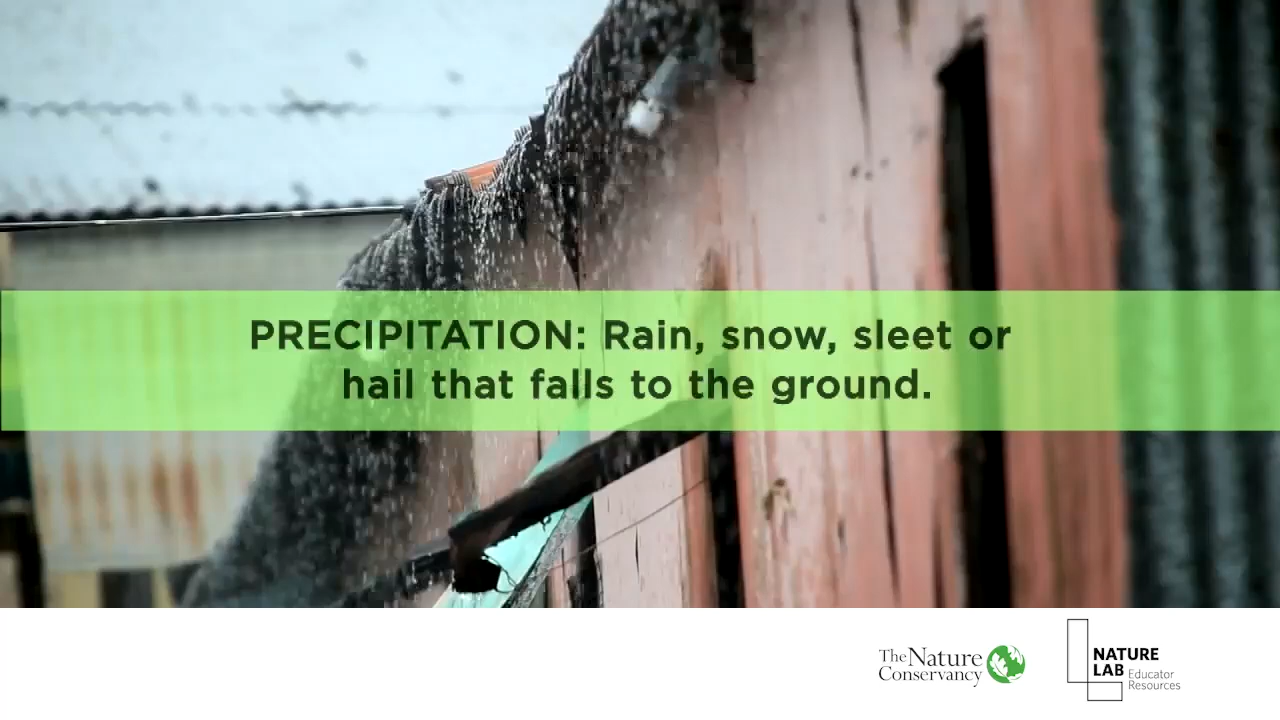 PRECIPITATION: Rain, snow, sleet or
hail that falls to the ground.
The Nature
Conservancy
NATURE
LAB Educator
Resources